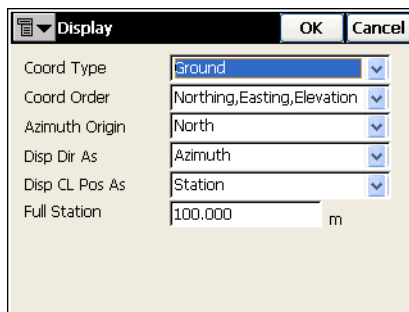 Display OK Cancel
Coord Type Ground
Coord Order Northing,Easting,Elevation
Azimuth Origin North
Disp Dir As Azimuth
Disp CL Pos As Station
Full Station 100.000 m